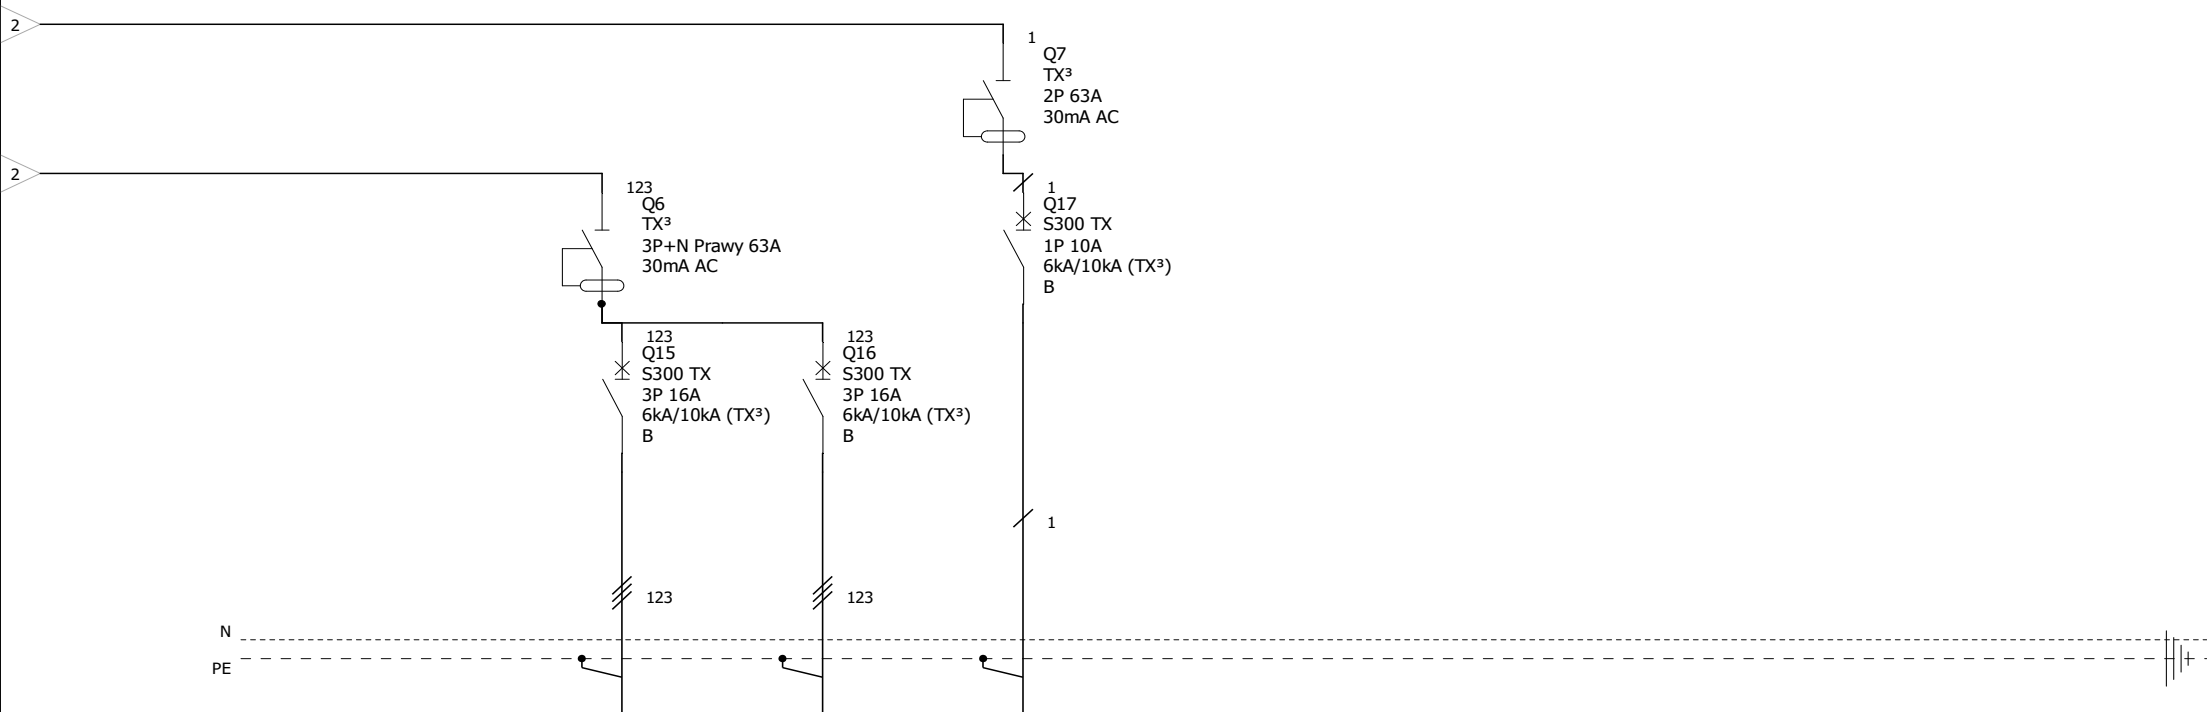 2
1
Q7
TX³
2P 63A
30mA AC
2
123
Q6
TX³
3P+N Prawy 63A
30mA AC
1
Q17
S300 TX
1P 10A
6kA/10kA (TX³)
B
123
Q15
S300 TX
3P 16A
6kA/10kA (TX³)
B
123
Q16
S300 TX
3P 16A
6kA/10kA (TX³)
B
1
123
123
N
PE